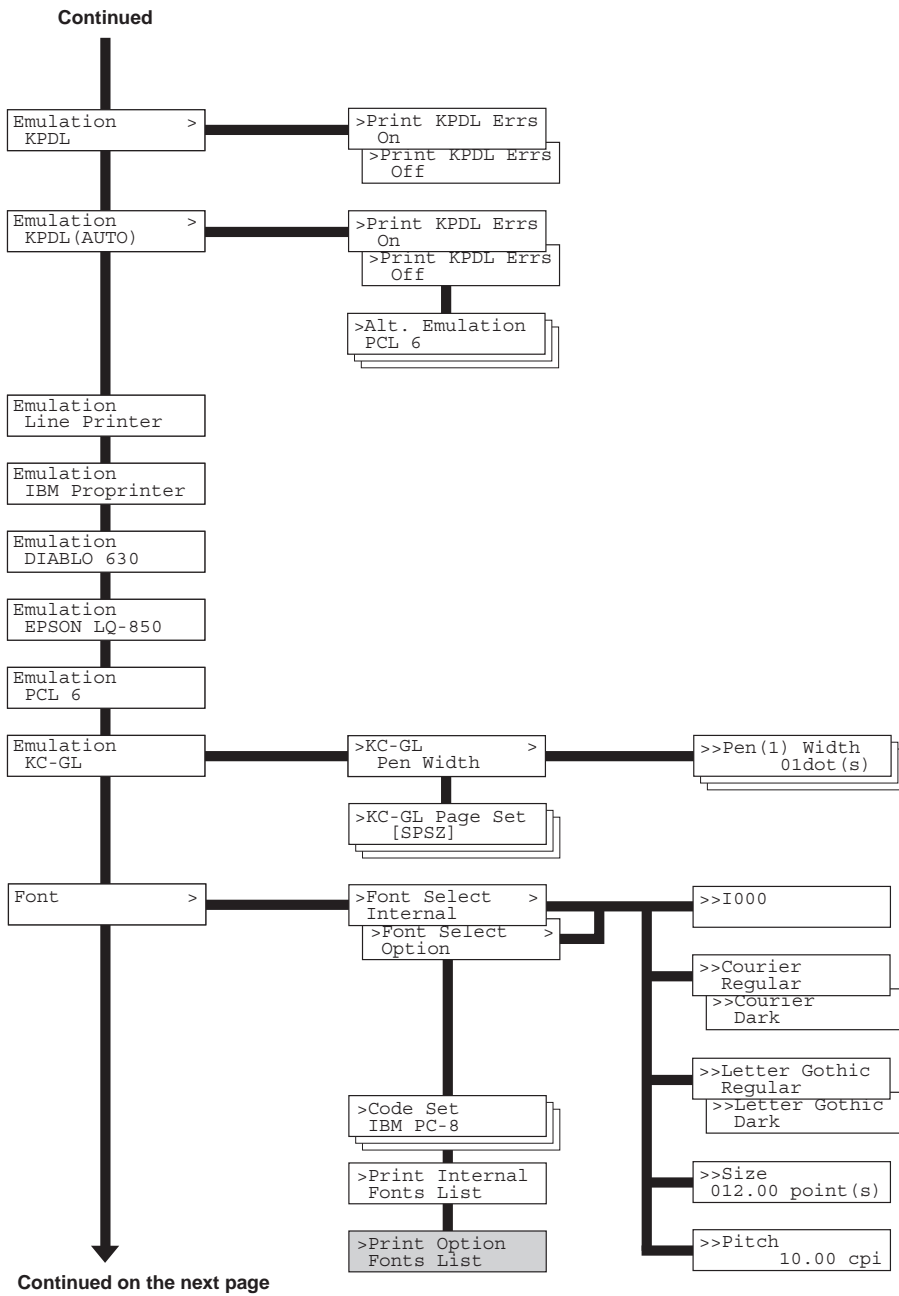 Continued
Emulation >
KPDL
>Print KPDL Errs
On
>Print KPDL Errs
Off
Emulation >
KPDL(AUTO)
>Print KPDL Errs
On
>Print KPDL Errs
Off
>Alt. Emulation
PCL 6
Emulation
Line Printer
Emulation
IBM Proprinter
Emulation
DIABLO 630
Emulation
EPSON LQ-850
Emulation
PCL 6
Emulation
KC-GL
>KC-GL >
Pen Width
>>Pen(1) Width
01dot(s)
>KC-GL Page Set
[SPSZ]
Font >
>Font Select >
Internal
>Font Select >
Option
>>I000
>>Courier
Regular
>>Courier
Dark
>>Letter Gothic
Regular
>>Letter Gothic
Dark
>Code Set
IBM PC-8
>Print Internal
Fonts List
>>Size
012.00 point(s)
>Print Option
Fonts List
>>Pitch
10.00 cpi
Continued on the next page